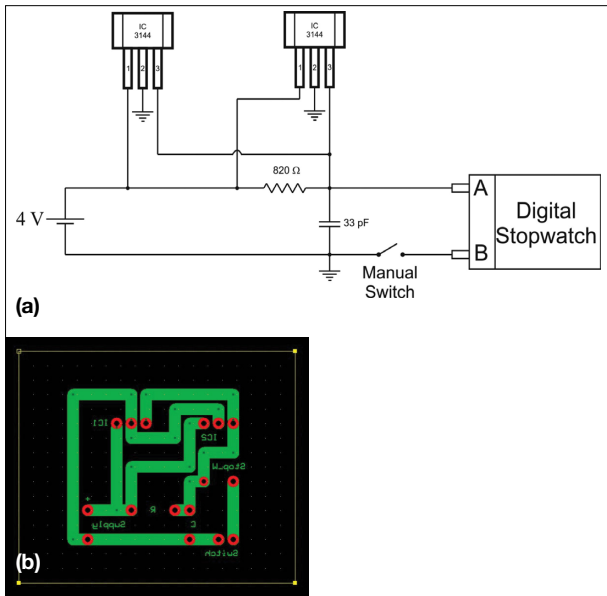 IC
3144
1 2 3
IC
3144
1 2 3
820 Ω
4 V
33 pF
Manual
Switch
A
B
Digital
Stopwatch
(a)
IC1
IC2
Stop_W
+
Supply
R
C
Switch
(b)